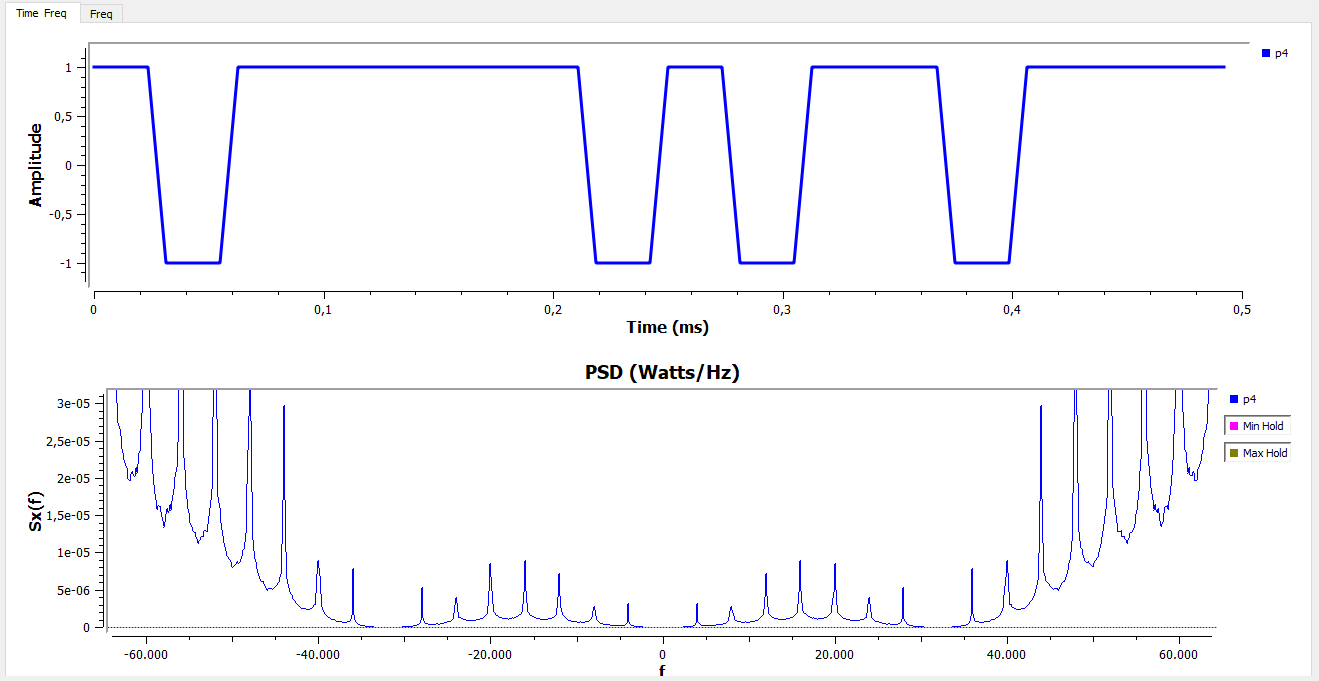 Time Freq
Freq
p4
1
0,5
0
-0,5
-1
Amplitude
0
0,1
0,2
0,3
0,4
0,5
Time (ms)
PSD (Watts/Hz)
p4
Min Hold
Max Hold
3e-05
2,5e-05
2e-05
1,5e-05
1e-05
5e-06
0
Sx(f)
-60.000
-40.000
-20.000
0
20.000
40.000
60.000
f